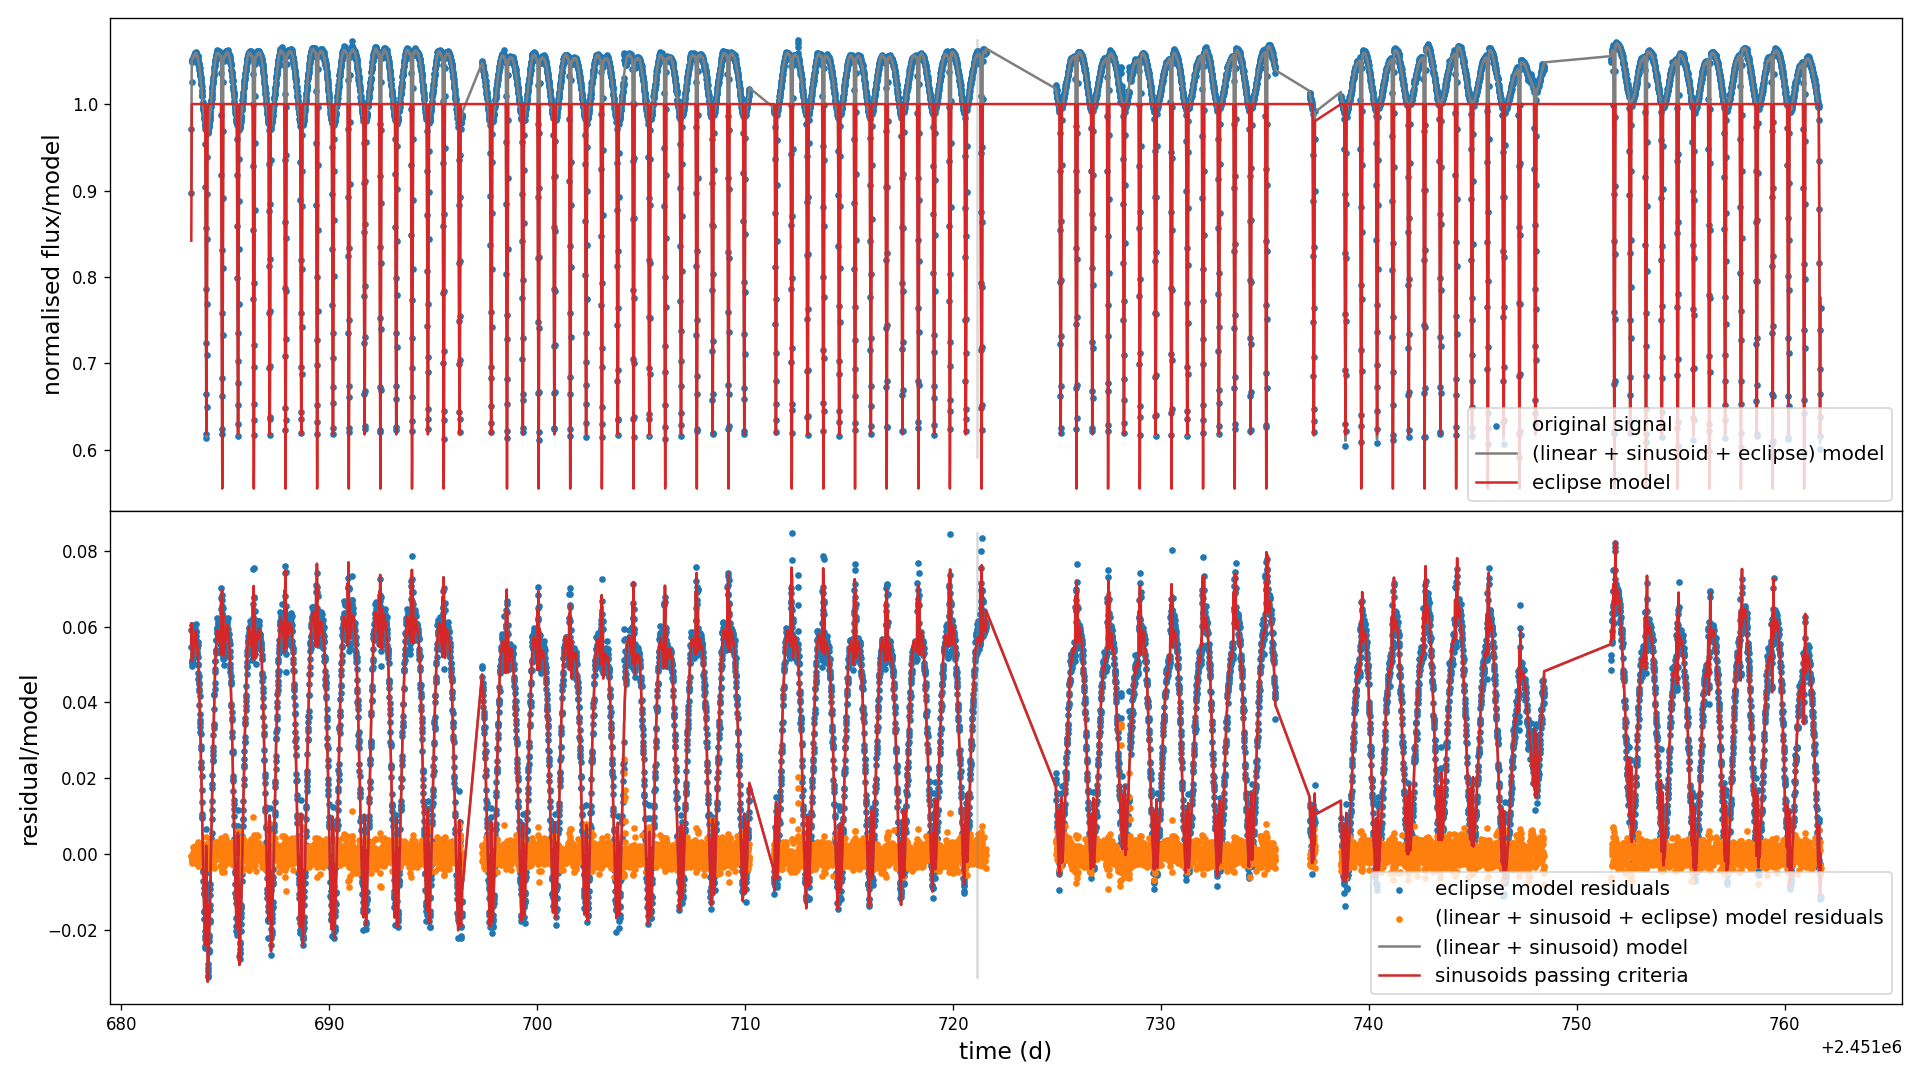 normalised flux/model
1.0
0.9
0.8
0.7
0.6
original signal
(linear + sinusoid + eclipse) model
eclipse model
residual/model
0.08
0.06
0.04
0.02
0.00
−0.02
eclipse model residuals
(linear + sinusoid + eclipse) model residuals
(linear + sinusoid) model
sinusoids passing criteria
680 690 700 710 720 730 740 750 760
time (d)
+2.451e6